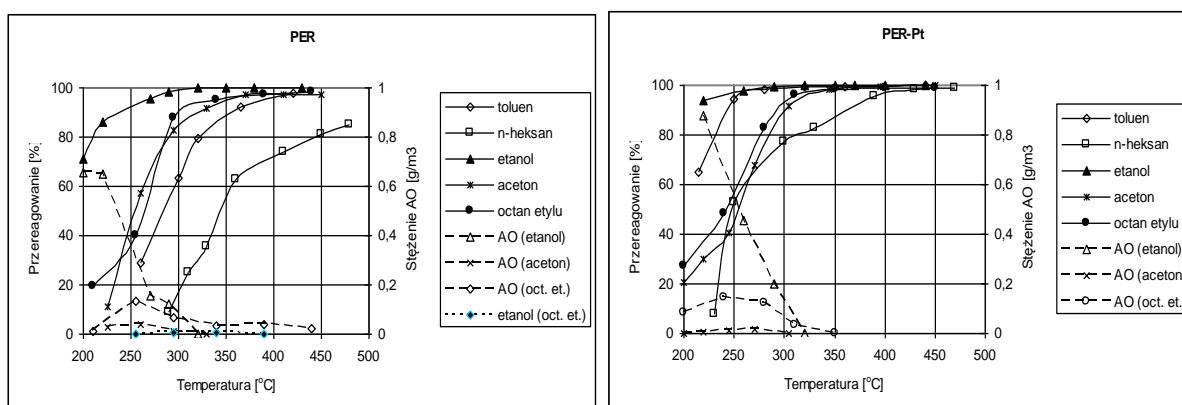 PER
Przereagowanie [%]
100
80
60
40
20
0
200
250
300
350
400
450
500
Temperatura [°C]
1
0,8
0,6
0,4
0,2
0
Stężenie AO [g/m3
toluen
n-heksan
etanol
aceton
octan etylu
AO (etanol)
AO (aceton)
AO (oct. et.)
etanol (oct. et.)
PER-Pt
Przereagowanie [%]
100
80
60
40
20
0
200
250
300
350
400
450
500
Temperatura [°C]
1
0,8
0,6
0,4
0,2
0
Stężenie AO [g/m3
toluen
n-heksan
etanol
aceton
octan etylu
AO (etanol)
AO (aceton)
AO (oct. et.)